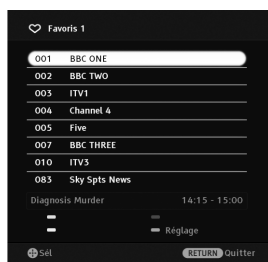 Favoris 1
001 BBC ONE
002 BBC TWO
003 ITV1
004 Channel 4
005 Five
007 BBC THREE
010 ITV3
083 Sky Spts News
Diagnosis Murder 14:15 - 15:00
Réglage
Sél RETURN Quitter